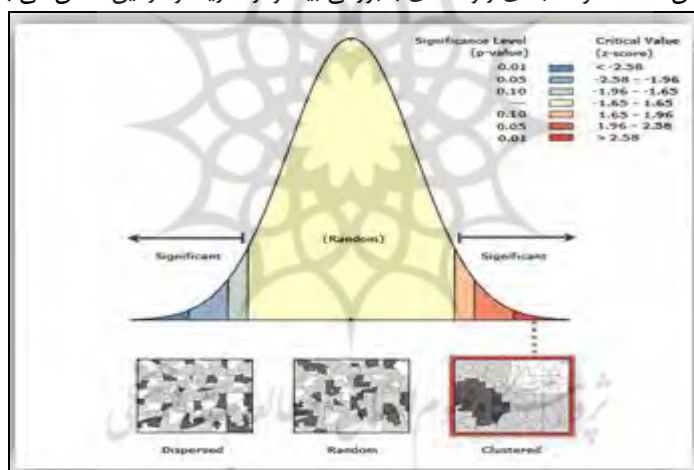 Significance Level Critical Value
(p-value) (z-score)
0.01 < -2.58
0.05 -2.58 – -1.96
0.10 -1.96 – -1.65
— -1.65 – 1.65
0.10 1.65 – 1.96
0.05 1.96 – 2.58
0.01 > 2.58
(Random)
Significant Significant
Dispersed Random Clustered